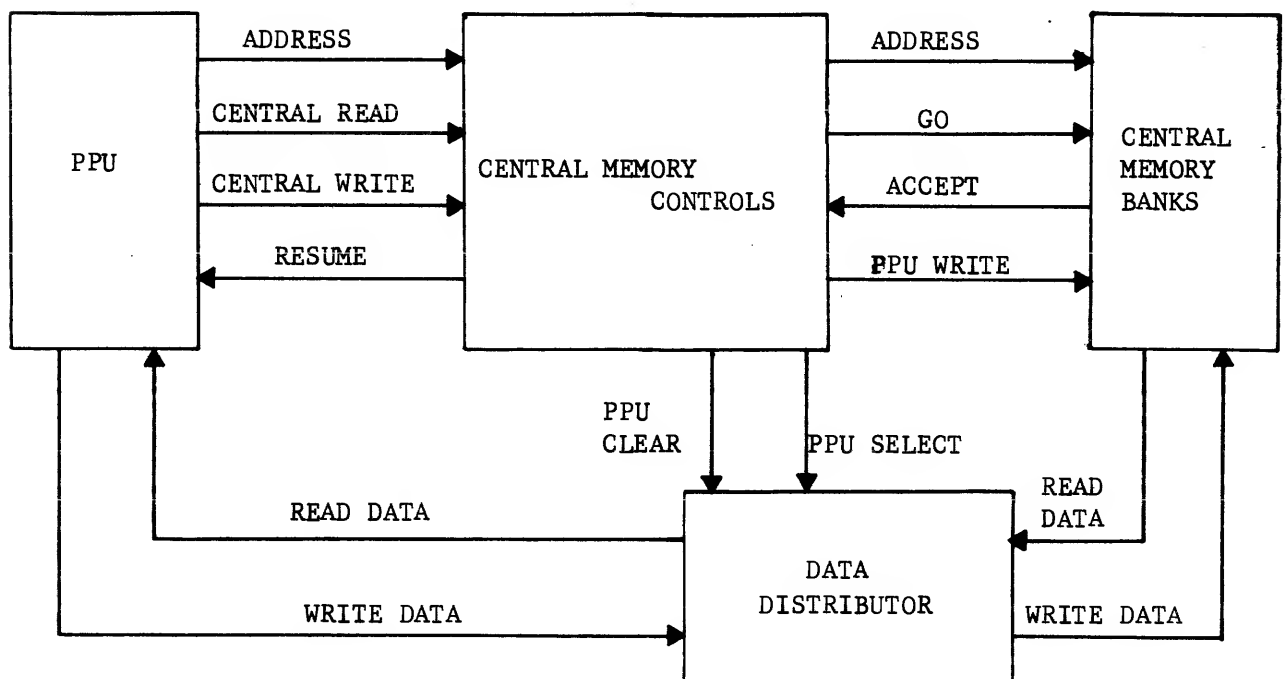 ADDRESS
ADDRESS
CENTRAL READ
GO
PPU
CENTRAL MEMORY
CONTROLS
CENTRAL
MEMORY
BANKS
CENTRAL WRITE
ACCEPT
RESUME
PPU WRITE
PPU
CLEAR
PPU SELECT
READ
DATA
READ DATA
DATA
DISTRIBUTOR
WRITE DATA
WRITE DATA